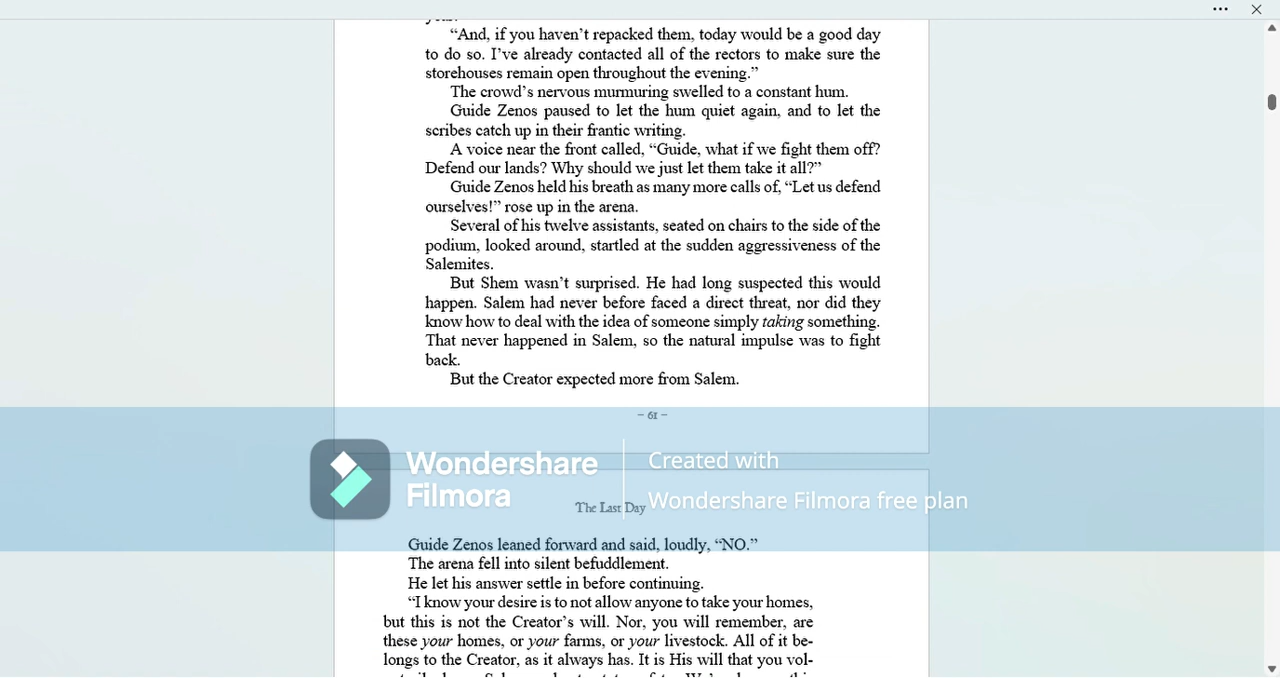 “And, if you haven’t repacked them, today would be a good day
to do so. I’ve already contacted all of the rectors to make sure the
storehouses remain open throughout the evening.”
The crowd’s nervous murmuring swelled to a constant hum.
Guide Zenos paused to let the hum quiet again, and to let the
scribes catch up in their frantic writing.
A voice near the front called, “Guide, what if we fight them off?
Defend our lands? Why should we just let them take it all?”
Guide Zenos held his breath as many more calls of, “Let us defend
ourselves!” rose up in the arena.
Several of his twelve assistants, seated on chairs to the side of the
podium, looked around, startled at the sudden aggressiveness of the
Salemites.
But Shem wasn’t surprised. He had long suspected this would
happen. Salem had never before faced a direct threat, nor did they
know how to deal with the idea of someone simply taking something.
That never happened in Salem, so the natural impulse was to fight
back.
But the Creator expected more from Salem.
– 61 –
Wondershare
Filmora
Created with
Wondershare Filmora free plan
The Last Day
Guide Zenos leaned forward and said, loudly, “NO.”
The arena fell into silent befuddlement.
He let his answer settle in before continuing.
“I know your desire is to not allow anyone to take your homes,
but this is not the Creator’s will. Nor, you will remember, are
these your homes, or your farms, or your livestock. All of it be-
longs to the Creator, as it always has. It is His will that you vol-